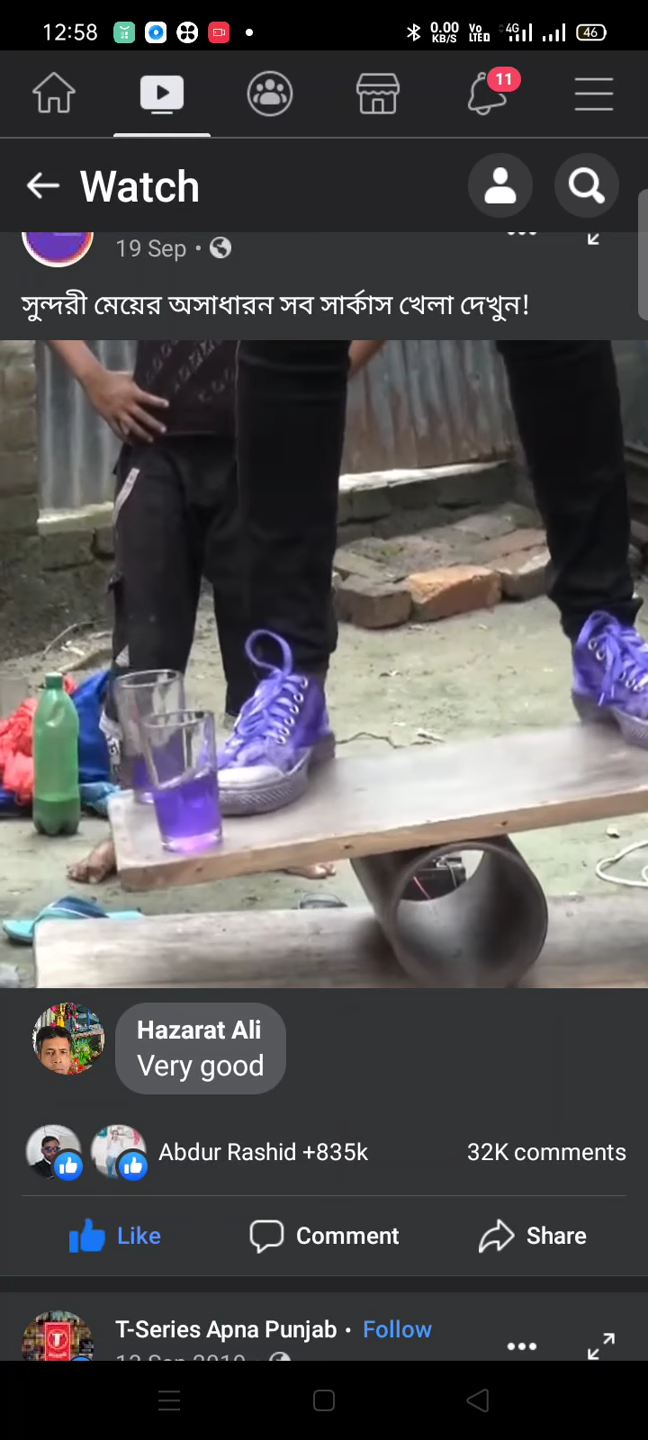 12:58
0.00
KB/S
Vo
LTED
4G
46
11
Watch
19 Sep
সুন্দরী মেয়ের অসাধারন সব সার্কাস খেলা দেখুন!
Hazarat Ali
Very good
Abdur Rashid +835k
32K comments
Like
Comment
Share
T-Series Apna Punjab • Follow